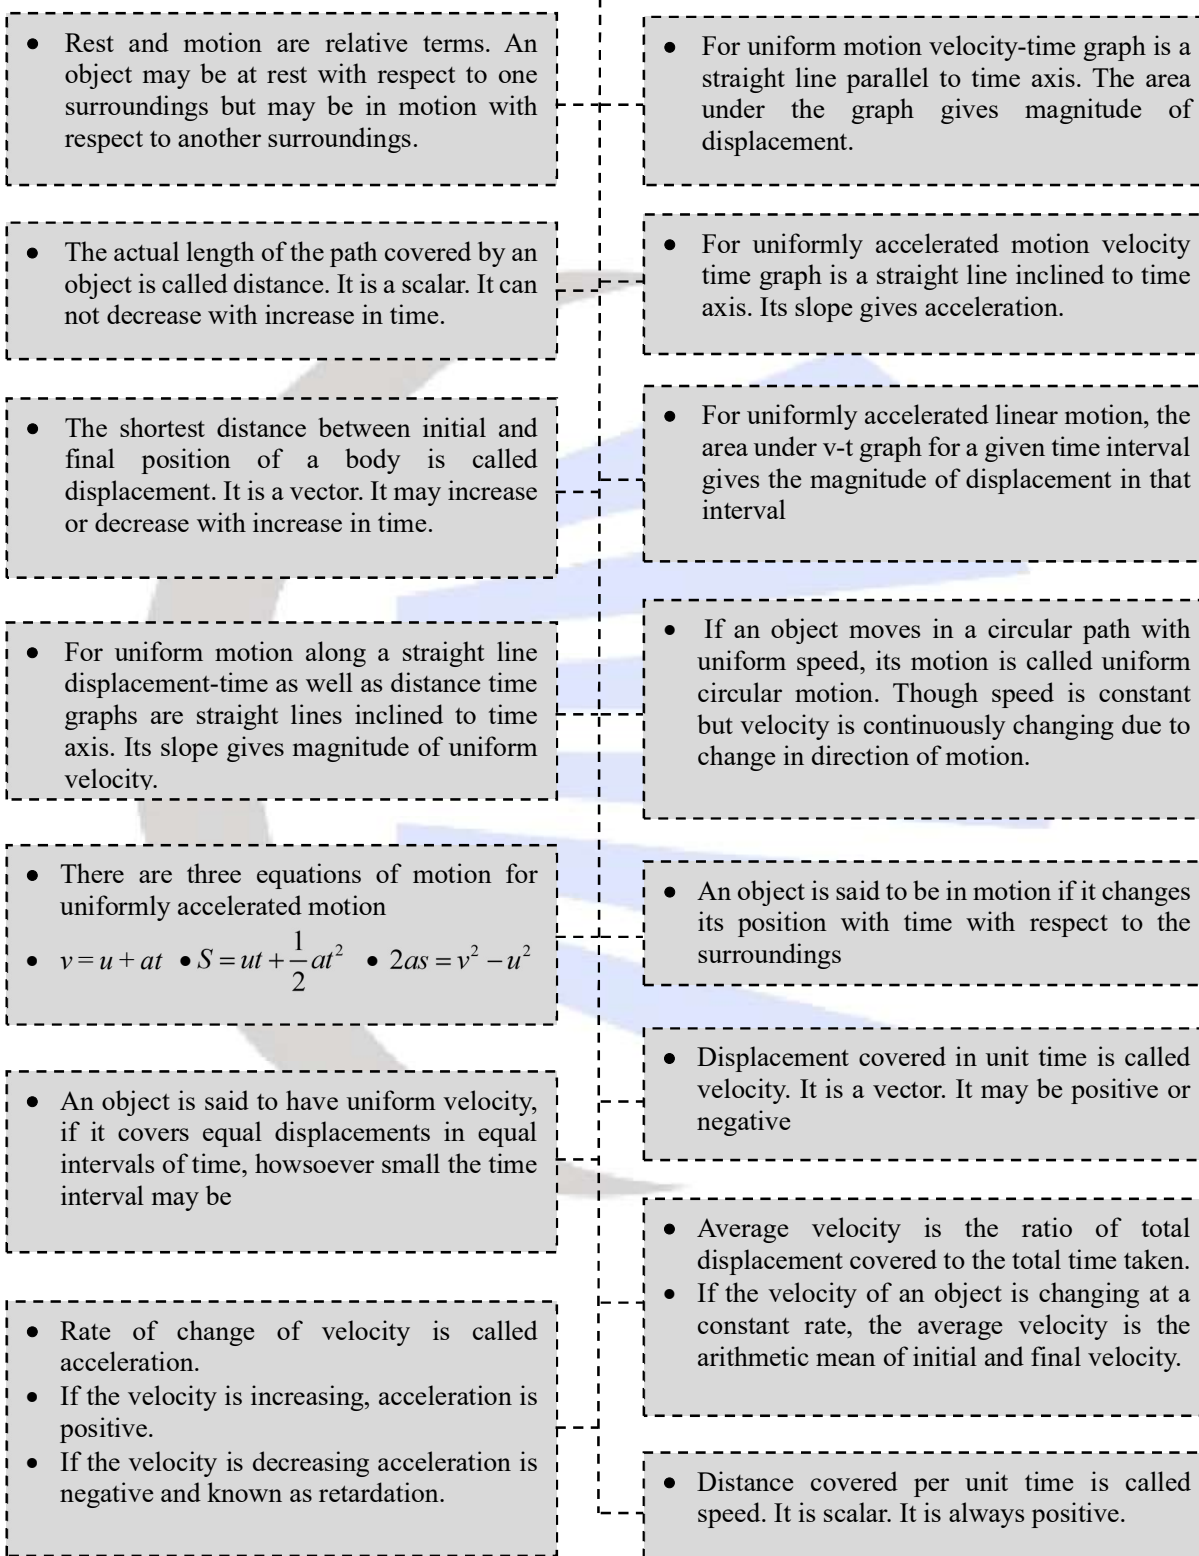 • Rest and motion are relative terms. An
object may be at rest with respect to one
surroundings but may be in motion with
respect to another surroundings.
• The actual length of the path covered by an
object is called distance. It is a scalar. It can
not decrease with increase in time.
• The shortest distance between initial and
final position of a body is called
displacement. It is a vector. It may increase
or decrease with increase in time.
• For uniform motion along a straight line
displacement-time as well as distance time
graphs are straight lines inclined to time
axis. Its slope gives magnitude of uniform
velocity.
• There are three equations of motion for
uniformly accelerated motion
• v = u + at • S = ut + 1/2 at² • 2as = v² − u²
• An object is said to have uniform velocity,
if it covers equal displacements in equal
intervals of time, howsoever small the time
interval may be
• Rate of change of velocity is called
acceleration.
• If the velocity is increasing, acceleration is
positive.
• If the velocity is decreasing acceleration is
negative and known as retardation.
• For uniform motion velocity-time graph is a
straight line parallel to time axis. The area
under the graph gives magnitude of
displacement.
• For uniformly accelerated motion velocity
time graph is a straight line inclined to time
axis. Its slope gives acceleration.
• For uniformly accelerated linear motion, the
area under v-t graph for a given time interval
gives the magnitude of displacement in that
interval
• If an object moves in a circular path with
uniform speed, its motion is called uniform
circular motion. Though speed is constant
but velocity is continuously changing due to
change in direction of motion.
• An object is said to be in motion if it changes
its position with time with respect to the
surroundings
• Displacement covered in unit time is called
velocity. It is a vector. It may be positive or
negative
• Average velocity is the ratio of total
displacement covered to the total time taken.
• If the velocity of an object is changing at a
constant rate, the average velocity is the
arithmetic mean of initial and final velocity.
• Distance covered per unit time is called
speed. It is scalar. It is always positive.